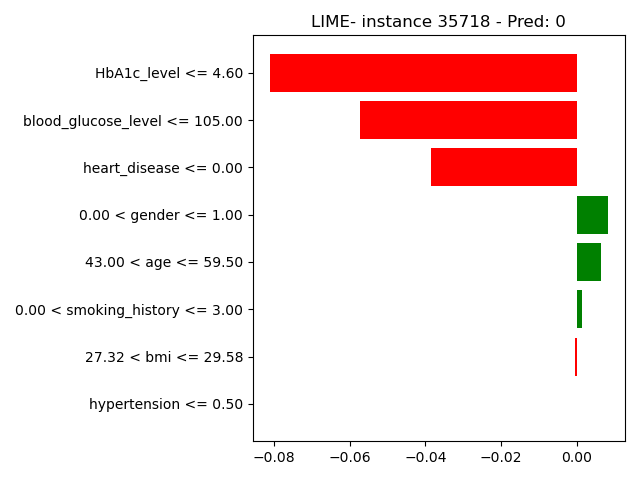 LIME- instance 35718 - Pred: 0
HbA1c_level <= 4.60
blood_glucose_level <= 105.00
heart_disease <= 0.00
0.00 < gender <= 1.00
43.00 < age <= 59.50
0.00 < smoking_history <= 3.00
27.32 < bmi <= 29.58
hypertension <= 0.50
−0.08 −0.06 −0.04 −0.02 0.00